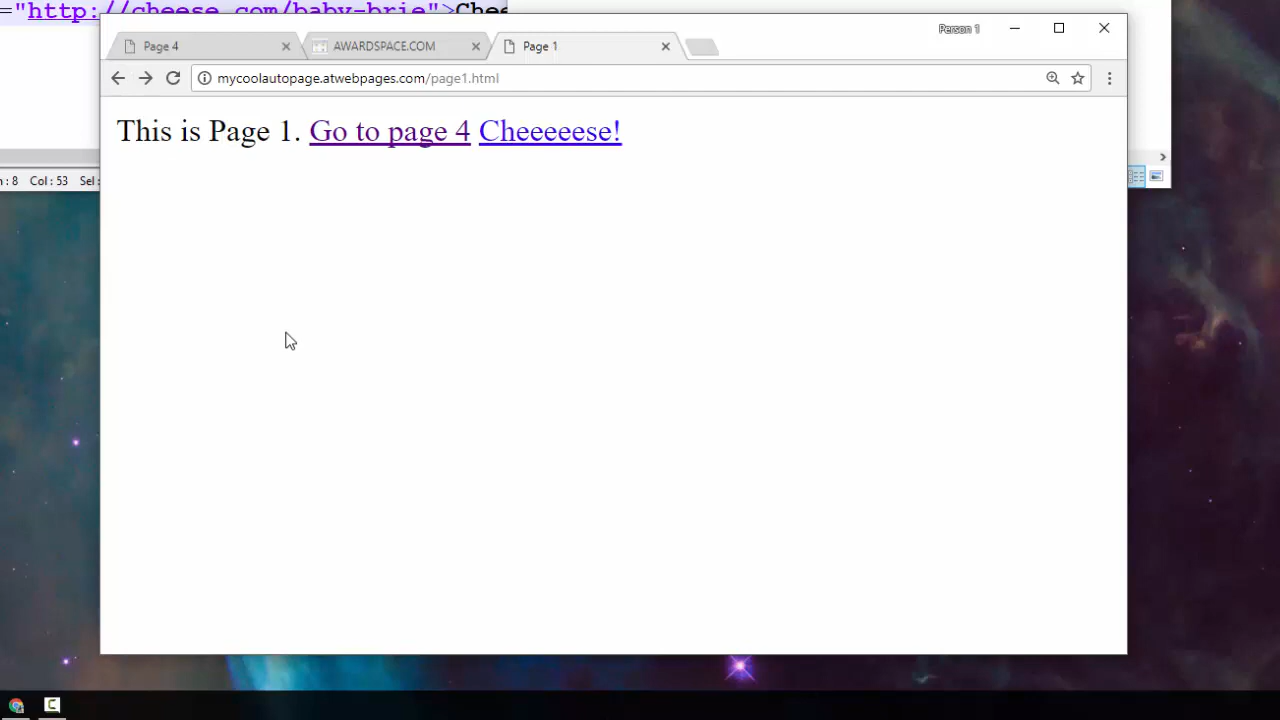 ="http://cheese.com/baby-brie">Chee
Person 1
Page 4
AWARDSPACE.COM
Page 1
mycoolautopage.atwebpages.com/page1.html
This is Page 1. Go to page 4 Cheeeeese!
: 8 Col : 53 Sel :